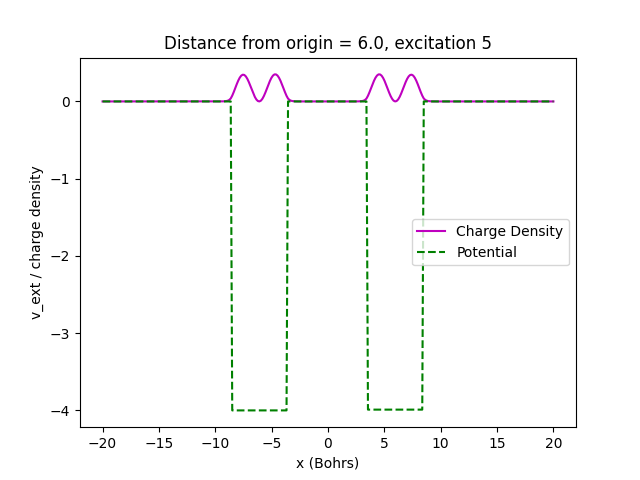 Distance from origin = 6.0, excitation 5
v_ext / charge density
0
−1
−2
−3
−4
Charge Density
Potential
−20 −15 −10 −5 0 5 10 15 20
x (Bohrs)